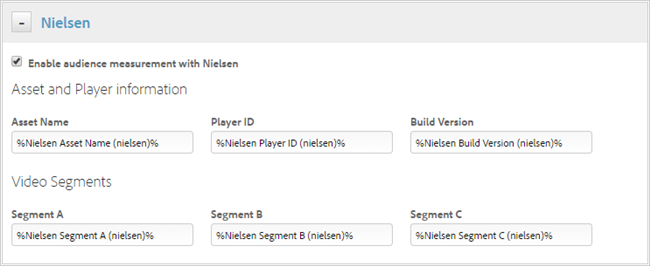 - Nielsen
Enable audience measurement with Nielsen
Asset and Player information
Asset Name Player ID Build Version
%Nielsen Asset Name (nielsen)% %Nielsen Player ID (nielsen)% %Nielsen Build Version (nielsen)%
Video Segments
Segment A Segment B Segment C
%Nielsen Segment A (nielsen)% %Nielsen Segment B (nielsen)% %Nielsen Segment C (nielsen)%